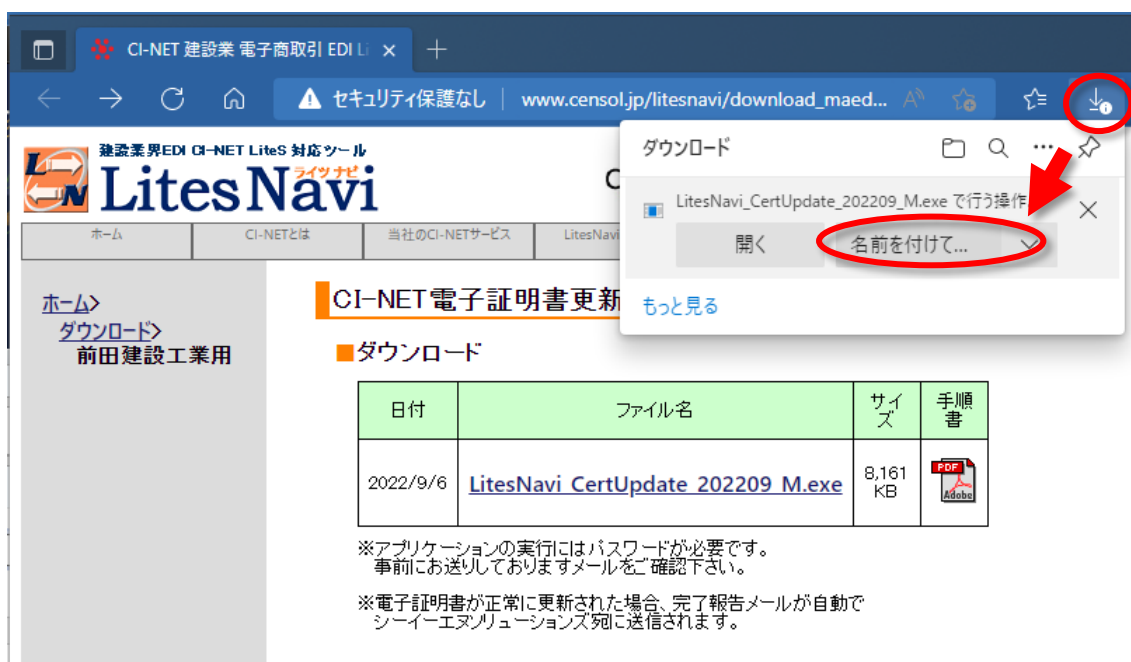 CI-NET 建設業 電子商取引 EDI Li
セキュリティ保護なし | www.censol.jp/litesnavi/download_maed...
ダウンロード
LitesNavi_CertUpdate_202209_M.exe で行う操作
開く
名前を付けて...
もっと見る
建設業界EDI CI-NET LiteS 対応ツール
ライツナビ
LitesNavi
C
ホーム
CI-NETとは
当社のCI-NETサービス
LitesNavi
ホーム>
ダウンロード>
前田建設工業用
CI-NET電子証明書更新
■ダウンロード
日付
ファイル名
サイズ
手順書
2022/9/6
LitesNavi_CertUpdate_202209_M.exe
8,161
KB
PDF
Adobe
※アプリケーションの実行にはパスワードが必要です。
事前にお送りしておりますメールをご確認下さい。
※電子証明書が正常に更新された場合、完了報告メールが自動で
シーイーエヌソリューションズ宛に送信されます。